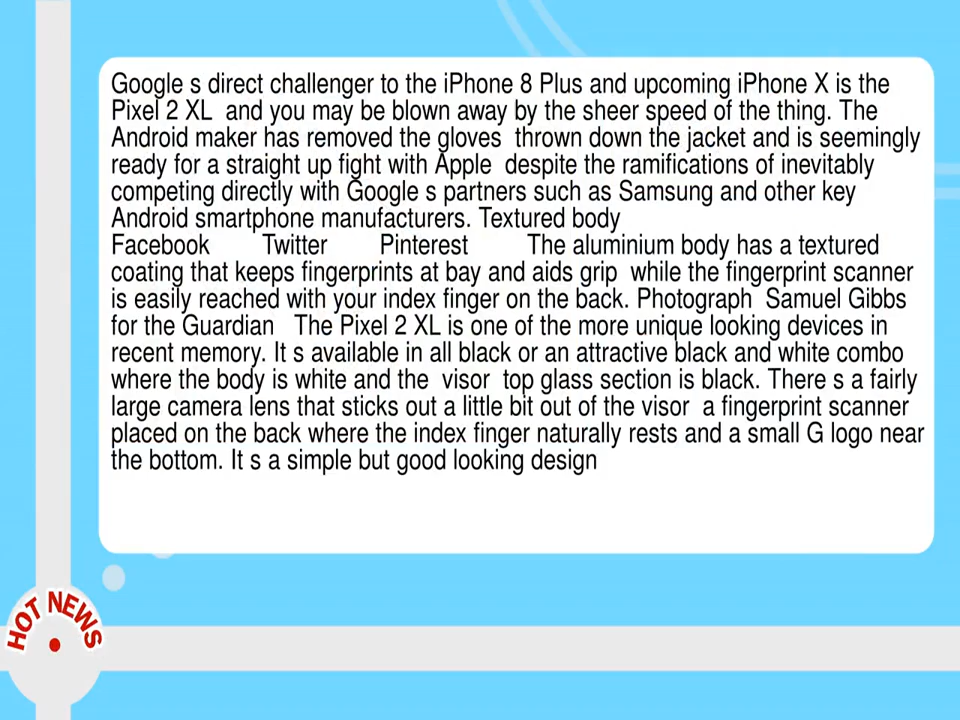 Google s direct challenger to the iPhone 8 Plus and upcoming iPhone X is the
Pixel 2 XL  and you may be blown away by the sheer speed of the thing. The
Android maker has removed the gloves  thrown down the jacket and is seemingly
ready for a straight up fight with Apple  despite the ramifications of inevitably
competing directly with Google s partners such as Samsung and other key
Android smartphone manufacturers. Textured body
Facebook       Twitter       Pinterest        The aluminium body has a textured
coating that keeps fingerprints at bay and aids grip  while the fingerprint scanner
is easily reached with your index finger on the back. Photograph  Samuel Gibbs
for the Guardian   The Pixel 2 XL is one of the more unique looking devices in
recent memory. It s available in all black or an attractive black and white combo
where the body is white and the  visor  top glass section is black. There s a fairly
large camera lens that sticks out a little bit out of the visor  a fingerprint scanner
placed on the back where the index finger naturally rests and a small G logo near
the bottom. It s a simple but good looking design
HOT NEWS